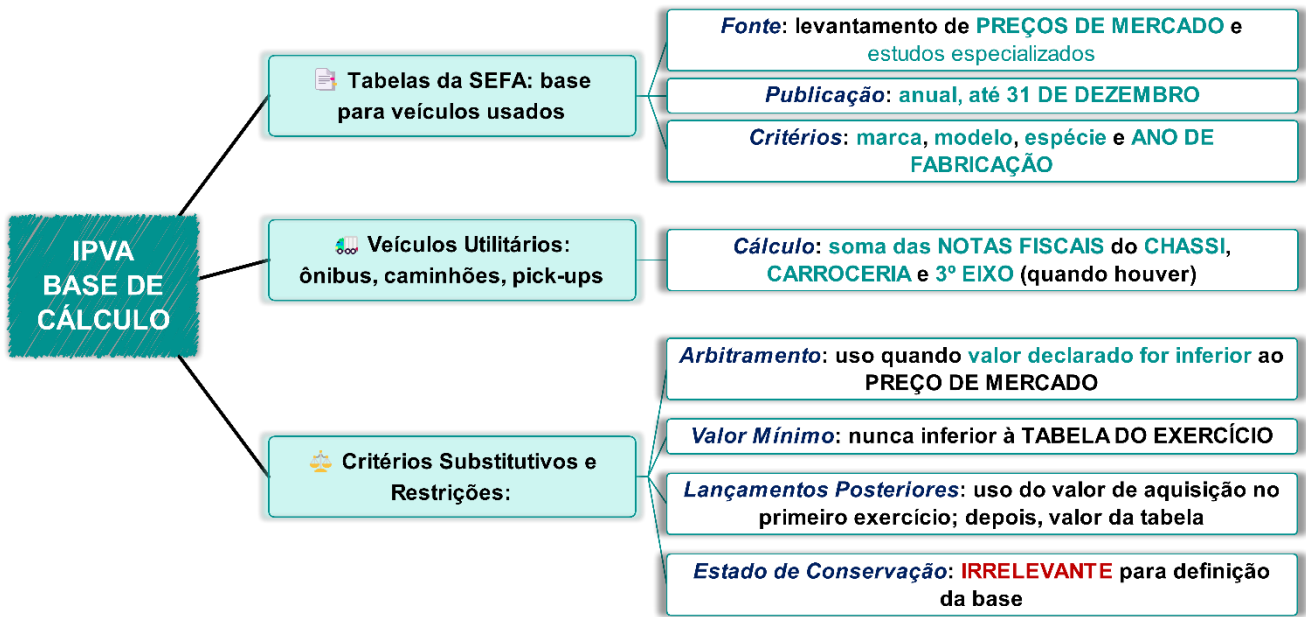 IPVA
BASE DE
CÁLCULO
Tabelas da SEFA: base
para veículos usados
Fonte: levantamento de PREÇOS DE MERCADO e
estudos especializados
Publicação: anual, até 31 DE DEZEMBRO
Critérios: marca, modelo, espécie e ANO DE
FABRICAÇÃO
Veículos Utilitários:
ônibus, caminhões, pick-ups
Cálculo: soma das NOTAS FISCAIS do CHASSI,
CARROCERIA e 3º EIXO (quando houver)
Critérios Substitutivos e
Restrições:
Arbitramento: uso quando valor declarado for inferior ao
PREÇO DE MERCADO
Valor Mínimo: nunca inferior à TABELA DO EXERCÍCIO
Lançamentos Posteriores: uso do valor de aquisição no
primeiro exercício; depois, valor da tabela
Estado de Conservação: IRRELEVANTE para definição
da base